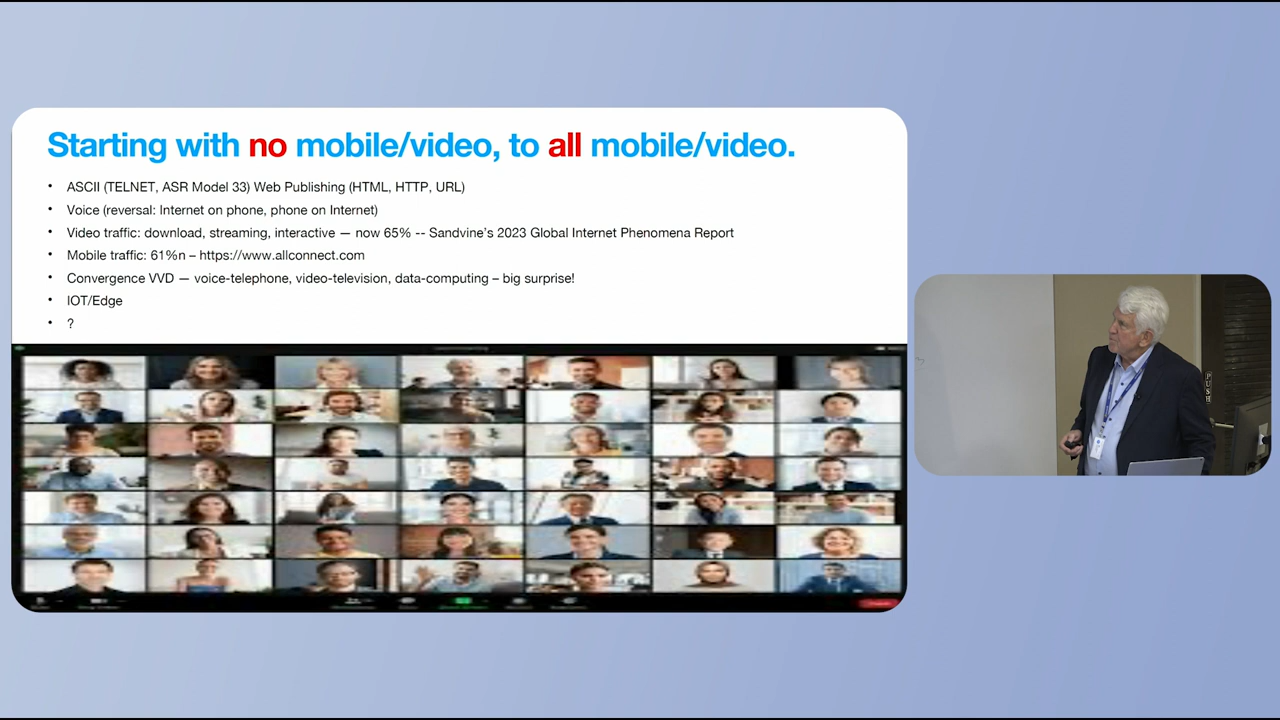 Starting with no mobile/video, to all mobile/video.
• ASCII (TELNET, ASR Model 33) Web Publishing (HTML, HTTP, URL)
• Voice (reversal: Internet on phone, phone on Internet)
• Video traffic: download, streaming, interactive — now 65% -- Sandvine's 2023 Global Internet Phenomena Report
• Mobile traffic: 61%n – https://www.allconnect.com
• Convergence VVD — voice-telephone, video-television, data-computing – big surprise!
• IOT/Edge
• ?
PUSH